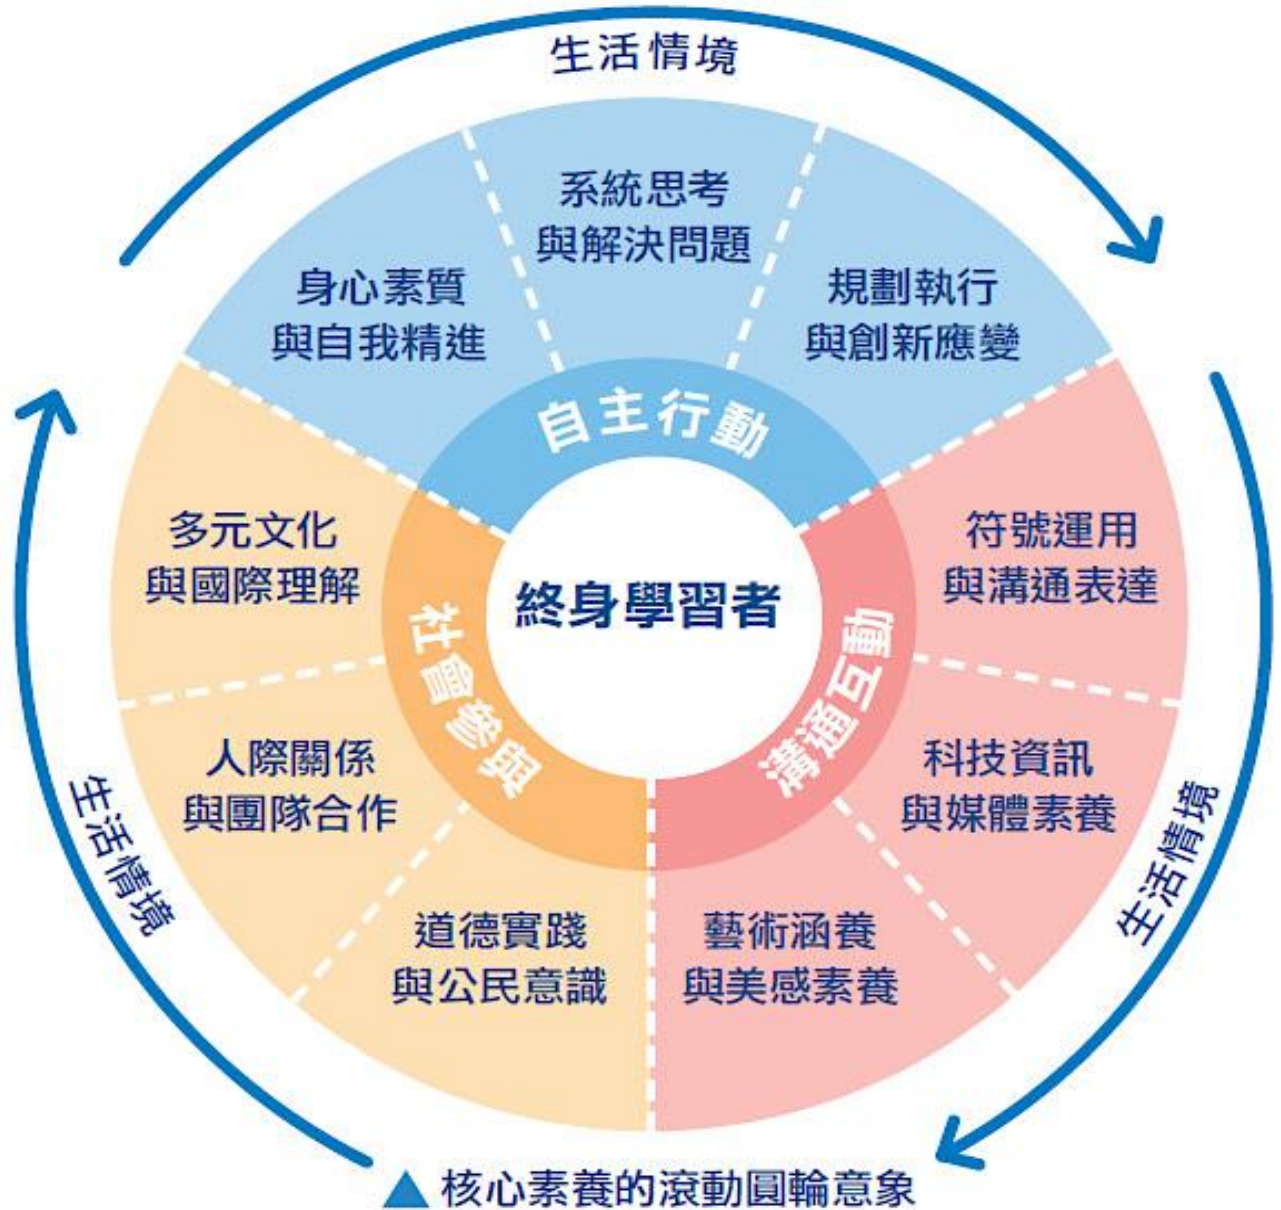 生活情境
系統思考
與解決問題
身心素質
與自我精進
規劃執行
與創新應變
自主行動
多元文化
與國際理解
符號運用
與溝通表達
終身學習者
社會參與
溝通互動
人際關係
與團隊合作
科技資訊
與媒體素養
生活情境
生活情境
道德實踐
與公民意識
藝術涵養
與美感素養
▲ 核心素養的滾動圓輪意象